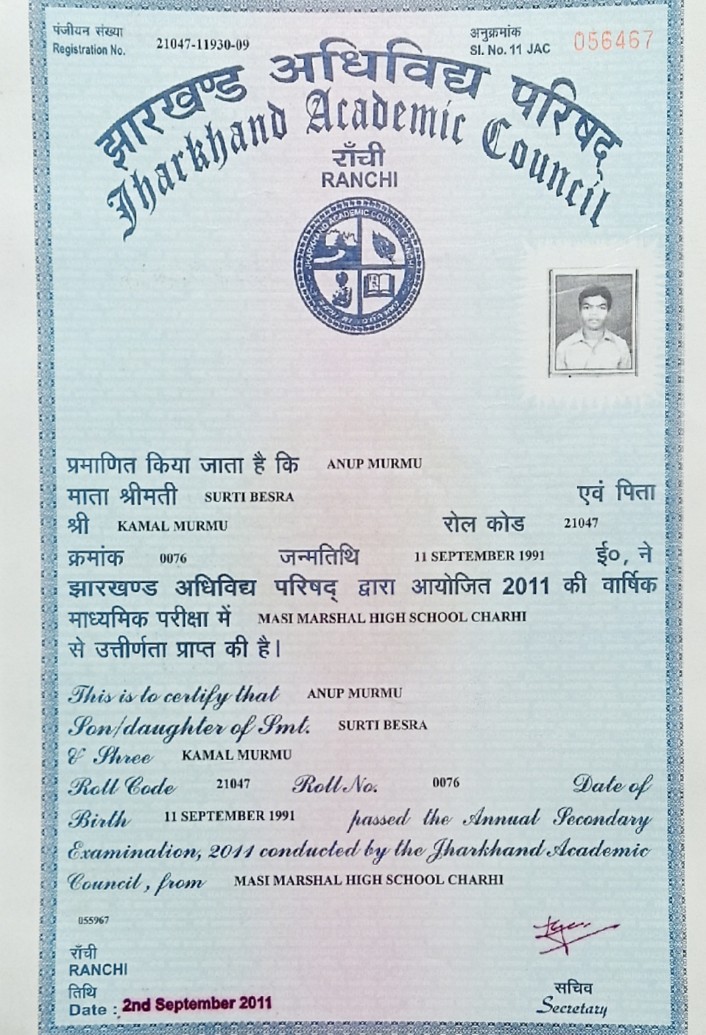 पंजीयन संख्या
Registration No. 21047-11930-09
अनुक्रमांक
Sl. No. 11 JAC 056467
झारखण्ड अधिविद्य परिषद्
Jharkhand Academic Council
राँची
RANCHI
JHARKHAND ACADEMIC COUNCIL RANCHI
प्रमाणित किया जाता है कि ANUP MURMU
माता श्रीमती SURTI BESRA एवं पिता
श्री KAMAL MURMU रोल कोड 21047
क्रमांक 0076 जन्मतिथि 11 SEPTEMBER 1991 ई०, ने
झारखण्ड अधिविद्य परिषद् द्वारा आयोजित 2011 की वार्षिक
माध्यमिक परीक्षा में MASI MARSHAL HIGH SCHOOL CHARHI
से उत्तीर्णता प्राप्त की है।
This is to certify that ANUP MURMU
Son/daughter of Smt. SURTI BESRA
& Shree KAMAL MURMU
Roll Code 21047 Roll No. 0076 Date of
Birth 11 SEPTEMBER 1991 passed the Annual Secondary
Examination, 2011 conducted by the Jharkhand Academic
Council, from MASI MARSHAL HIGH SCHOOL CHARHI
055967
राँची
RANCHI
तिथि
Date : 2nd September 2011
सचिव
Secretary